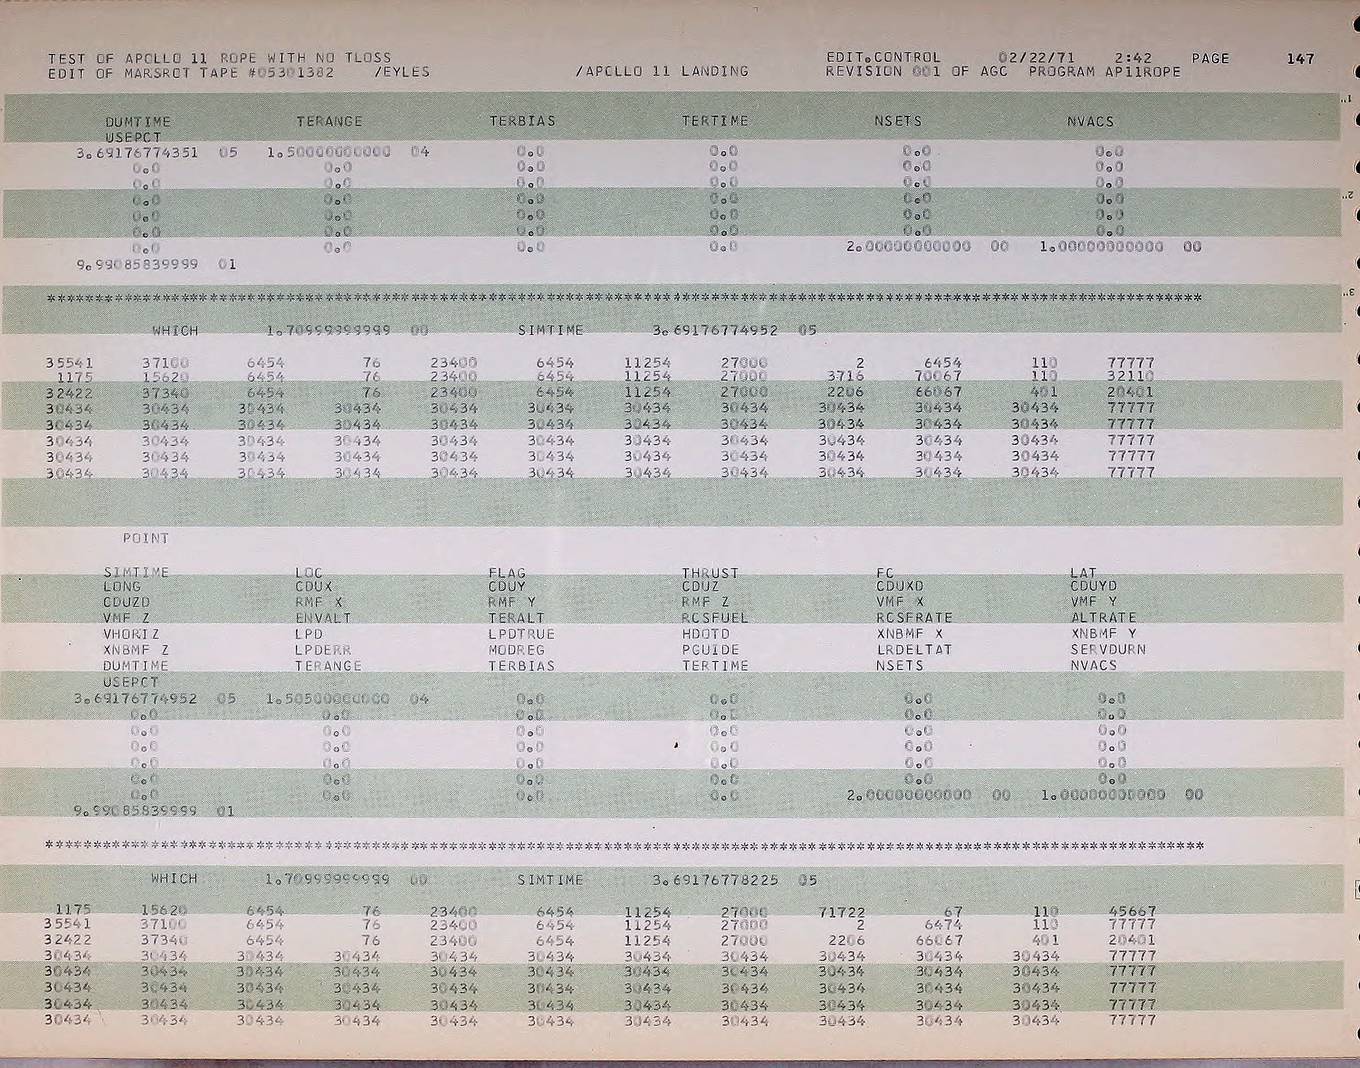 TEST OF APOLLO 11 ROPE WITH NO TLOSS EDIT.CONTROL 02/22/71 2:42 PAGE 147
EDIT OF MARSROT TAPE #05301382 /EYLES /APOLLO 11 LANDING REVISION 001 OF AGC PROGRAM AP11ROPE
DUMTIME TERANGE TERBIAS TERTIME NSETS NVACS
USEPCT
3.69176774351 05 1.50000000000 04 0.0 0.0 0.0 0.0
0.0 0.0 0.0 0.0 0.0 0.0
0.0 0.0 0.0 0.0 0.0 0.0
0.0 0.0 0.0 0.0 0.0 0.0
0.0 0.0 0.0 0.0 0.0 0.0
0.0 0.0 0.0 0.0 0.0 0.0
0.0 0.0 0.0 0.0 2.00000000000 00 1.00000000000 00
9.99085839999 01
************************************************************************************************************************
WHICH 1.70999999999 00 SIMTIME 3.69176774952 05
35541 37100 6454 76 23400 6454 11254 27000 2 6454 110 77777
1175 15620 6454 76 23400 6454 11254 27000 3716 70067 110 32110
32422 37340 6454 76 23400 6454 11254 27000 2206 66067 401 20401
30434 30434 30434 30434 30434 30434 30434 30434 30434 30434 30434 77777
30434 30434 30434 30434 30434 30434 30434 30434 30434 30434 30434 77777
30434 30434 30434 30434 30434 30434 30434 30434 30434 30434 30434 77777
30434 30434 30434 30434 30434 30434 30434 30434 30434 30434 30434 77777
30434 30434 30434 30434 30434 30434 30434 30434 30434 30434 30434 77777
POINT
SIMTIME LOC FLAG THRUST FC LAT
LONG CDUX CDUY CDUZ CDUXD CDUYD
CDUZD RMF X RMF Y RMF Z VMF X VMF Y
VMF Z ENVALT TERALT RCSFUEL RCSFRATE ALTRATE
VHORIZ LPD LPDTRUE HDOTD XNBMF X XNBMF Y
XNBMF Z LPDERR MODREG PGUIDE LRDELTAT SERVDURN
DUMTIME TERANGE TERBIAS TERTIME NSETS NVACS
USEPCT
3.69176774952 05 1.50500000000 04 0.0 0.0 0.0 0.0
0.0 0.0 0.0 0.0 0.0 0.0
0.0 0.0 0.0 0.0 0.0 0.0
0.0 0.0 0.0 0.0 0.0 0.0
0.0 0.0 0.0 0.0 0.0 0.0
0.0 0.0 0.0 0.0 0.0 0.0
0.0 0.0 0.0 0.0 2.00000000000 00 1.00000000000 00
9.99085839999 01
************************************************************************************************************************
WHICH 1.70999999999 00 SIMTIME 3.69176778225 05
1175 15620 6454 76 23400 6454 11254 27000 71722 67 110 45667
35541 37100 6454 76 23400 6454 11254 27000 2 6474 110 77777
32422 37340 6454 76 23400 6454 11254 27000 2206 66067 401 20401
30434 30434 30434 30434 30434 30434 30434 30434 30434 30434 30434 77777
30434 30434 30434 30434 30434 30434 30434 30434 30434 30434 30434 77777
30434 30434 30434 30434 30434 30434 30434 30434 30434 30434 30434 77777
30434 30434 30434 30434 30434 30434 30434 30434 30434 30434 30434 77777
30434 30434 30434 30434 30434 30434 30434 30434 30434 30434 30434 77777